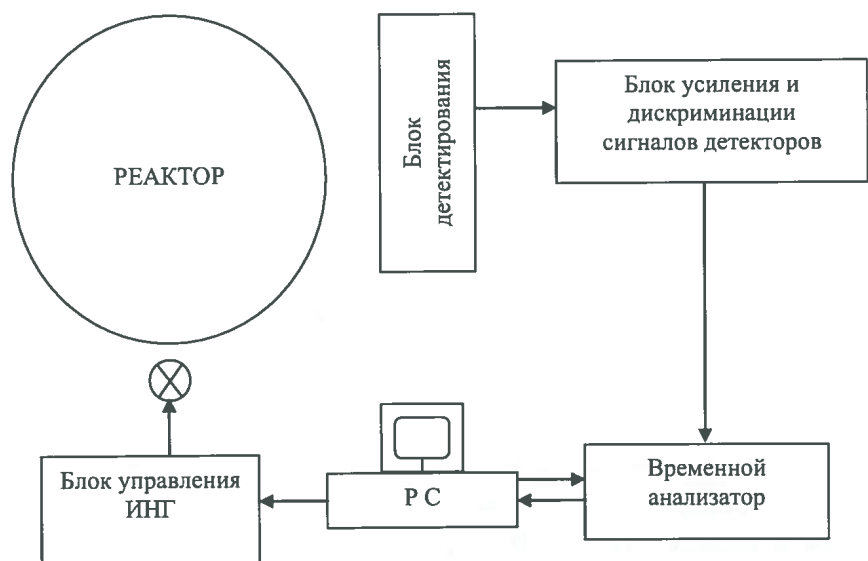 РЕАКТОР
Блок
детектирования
Блок усиления и
дискриминации
сигналов детекторов
Блок управления
ИНГ
Р С
Временной
анализатор